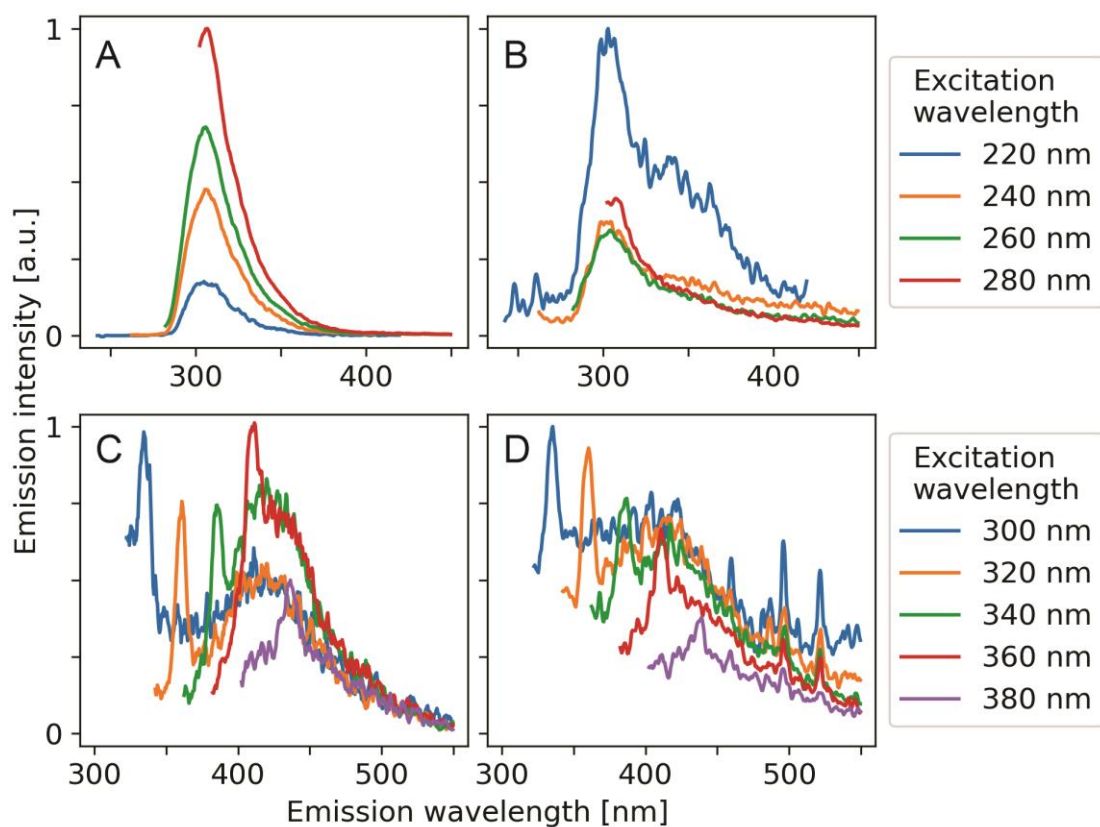 Emission intensity [a.u.]
1
0
A
300 400
B
300 400
Excitation
wavelength
220 nm
240 nm
260 nm
280 nm
1
0
C
300 400 500
D
300 400 500
Excitation
wavelength
300 nm
320 nm
340 nm
360 nm
380 nm
Emission wavelength [nm]